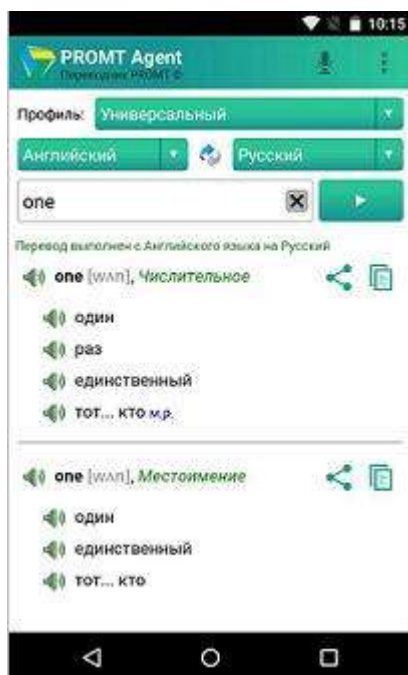 10:15
PROMT Agent
Переводчик PROMT ©
Профиль: Универсальный
Английский Русский
one
Перевод выполнен с Английского языка на Русский
one [wʌn], Числительное
один
раз
единственный
тот... кто м.р.
one [wʌn], Местоимение
один
единственный
тот... кто